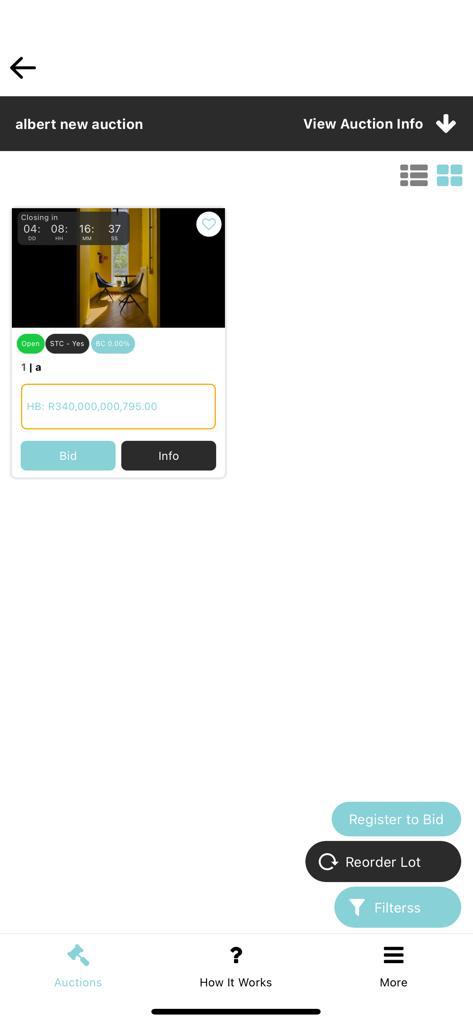 albert new auction
View Auction Info
Closing in
04: 08: 16: 37
DD HH MM SS
Open STC - Yes BC 0.00%
1 | a
HB: R340,000,000,795.00
Bid Info
Register to Bid
Reorder Lot
Filterss
Auctions
How It Works
More